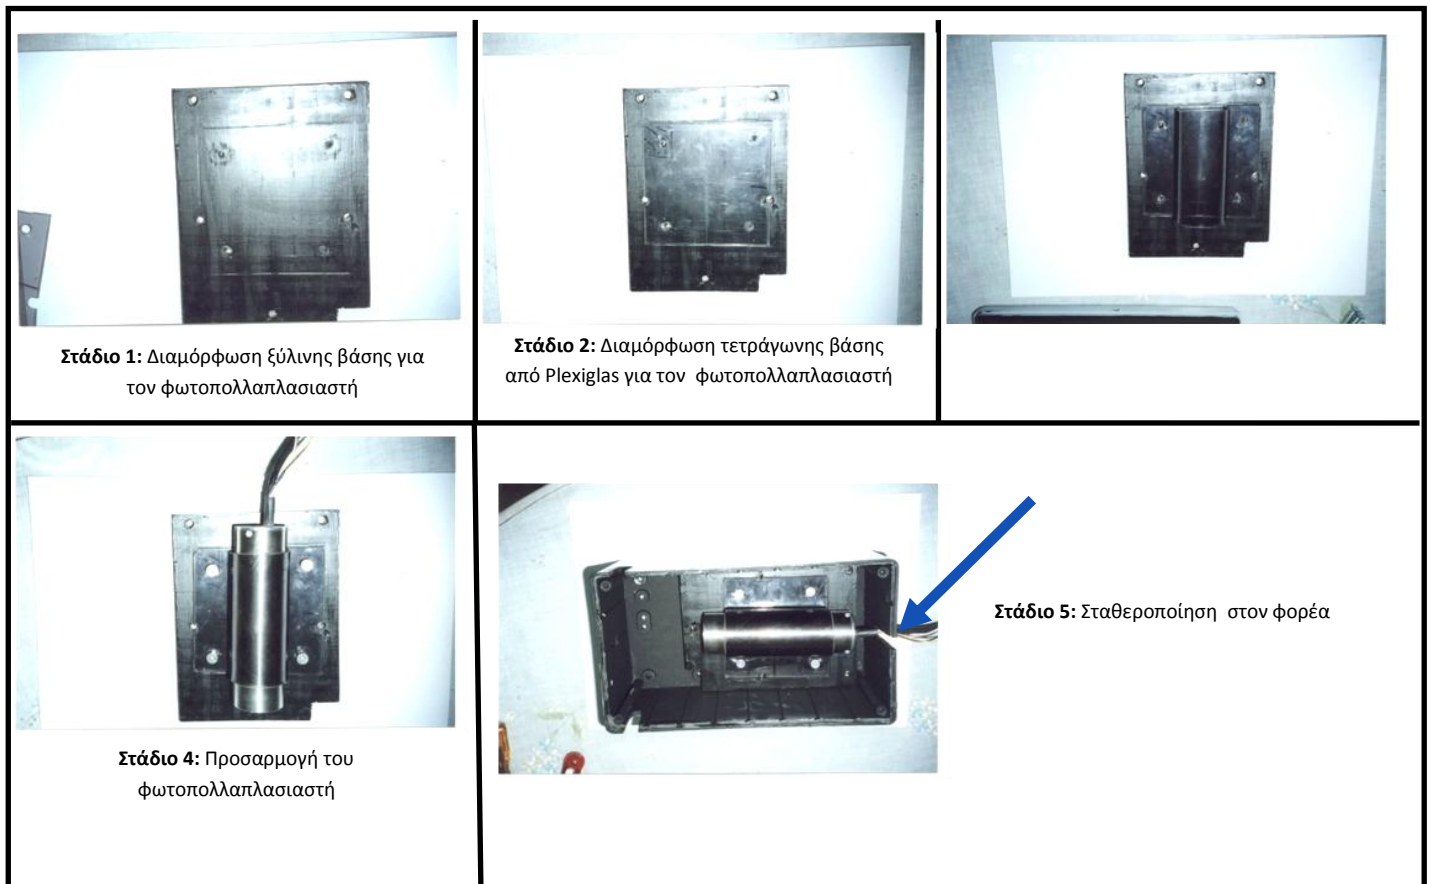 Στάδιο 1: Διαμόρφωση ξύλινης βάσης για
τον φωτοπολλαπλασιαστή
Στάδιο 2: Διαμόρφωση τετράγωνης βάσης
από Plexiglas για τον φωτοπολλαπλασιαστή
Στάδιο 4: Προσαρμογή του
φωτοπολλαπλασιαστή
Στάδιο 5: Σταθεροποίηση στον φορέα